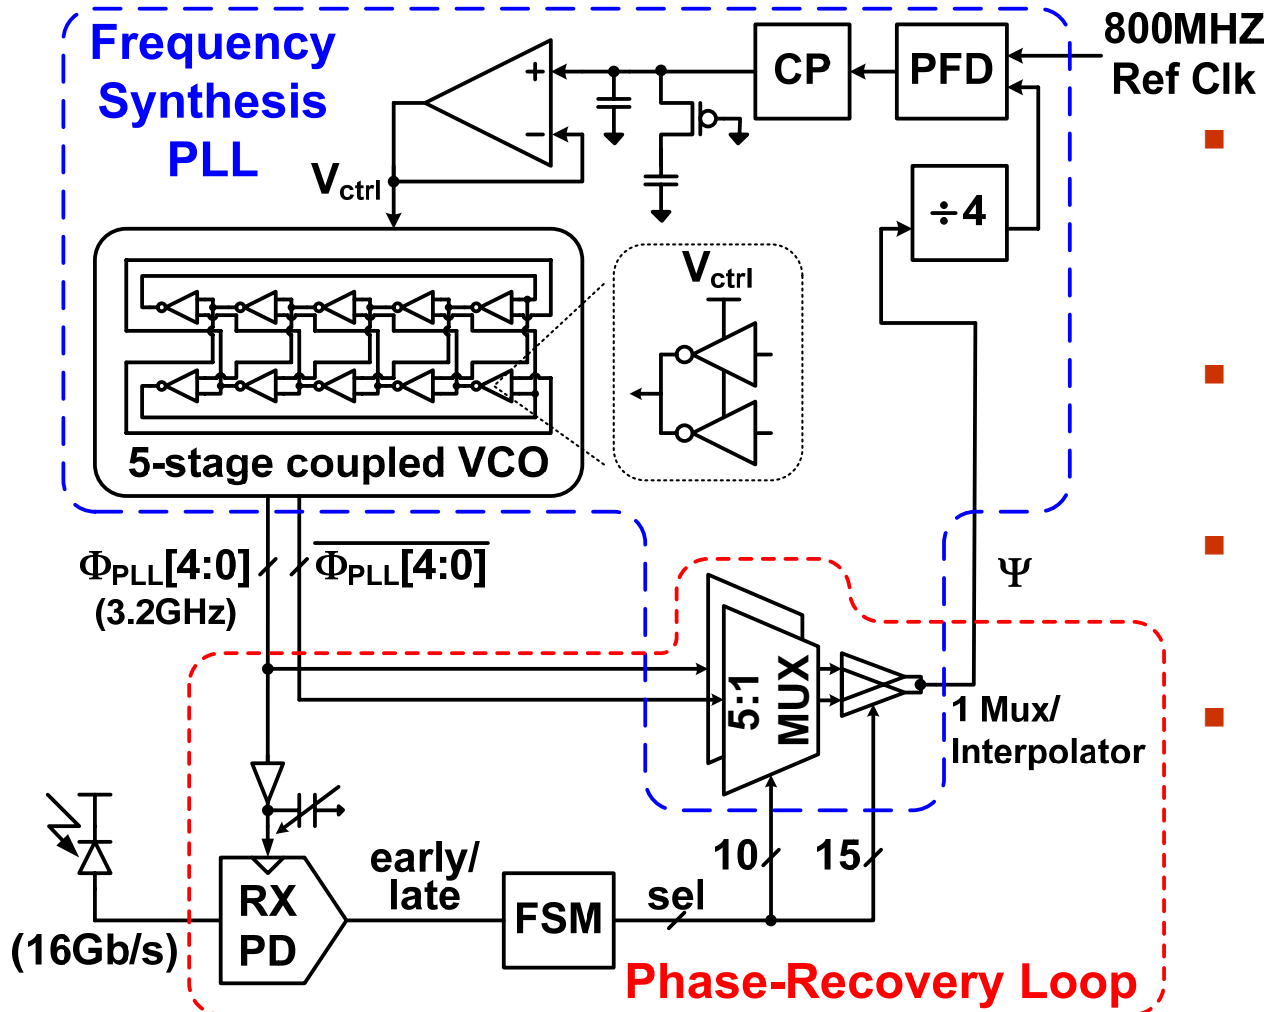 Frequency
Synthesis
PLL
800MHZ
Ref Clk
CP
PFD
+
−
÷4
Vctrl
Vctrl
5-stage coupled VCO
ΦPLL[4:0]
(3.2GHz)
Φ̅P̅L̅L̅[̅4̅:̅0̅]̅
Ψ
5:1
MUX
1 Mux/
Interpolator
10
15
early/
late
RX
PD
FSM
sel
(16Gb/s)
Phase-Recovery Loop